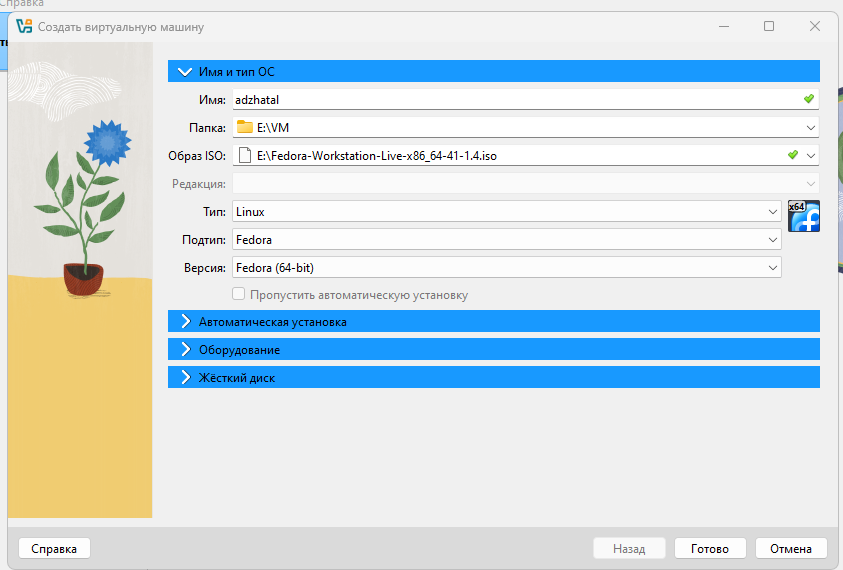 Справка
Создать виртуальную машину
Имя и тип ОС
Имя: adzhatal
Папка: E:\VM
Образ ISO: E:\Fedora-Workstation-Live-x86_64-41-1.4.iso
Редакция:
Тип: Linux
x64
Подтип: Fedora
Версия: Fedora (64-bit)
Пропустить автоматическую установку
Автоматическая установка
Оборудование
Жёсткий диск
Справка Назад Готово Отмена